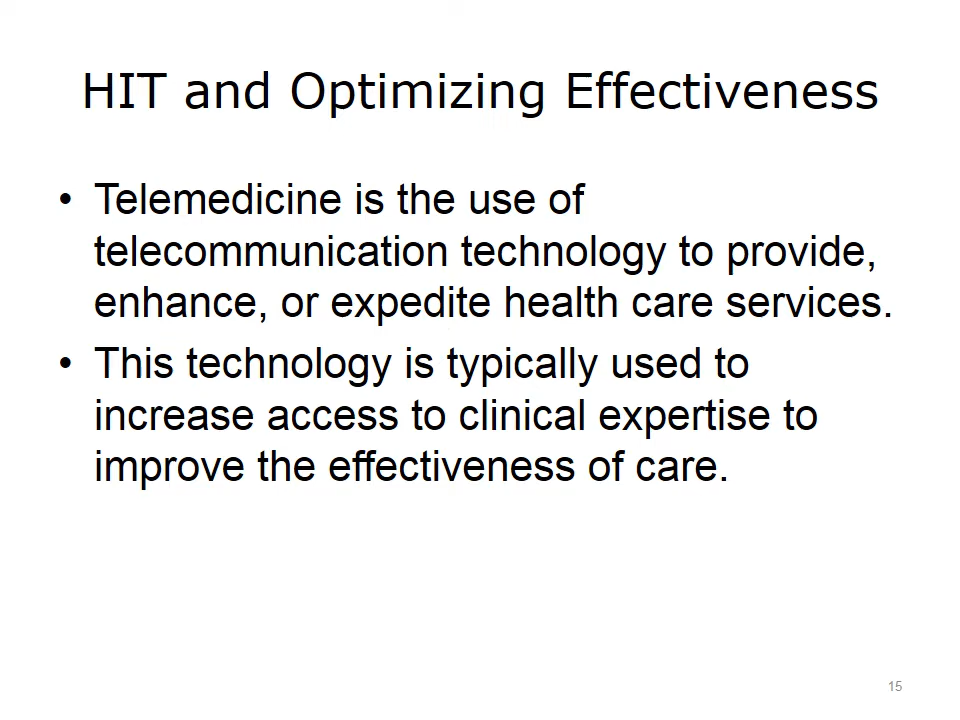 HIT and Optimizing Effectiveness
• Telemedicine is the use of
telecommunication technology to provide,
enhance, or expedite health care services.
• This technology is typically used to
increase access to clinical expertise to
improve the effectiveness of care.
15